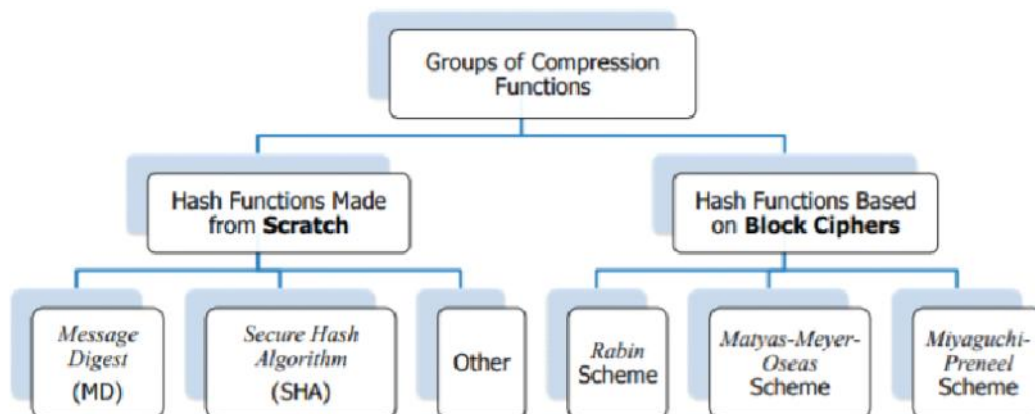 Groups of Compression
Functions
Hash Functions Made
from Scratch
Hash Functions Based
on Block Ciphers
Message
Digest
(MD)
Secure Hash
Algorithm
(SHA)
Other
Rabin
Scheme
Matyas-Meyer-
Oseas
Scheme
Miyaguchi-
Preneel
Scheme